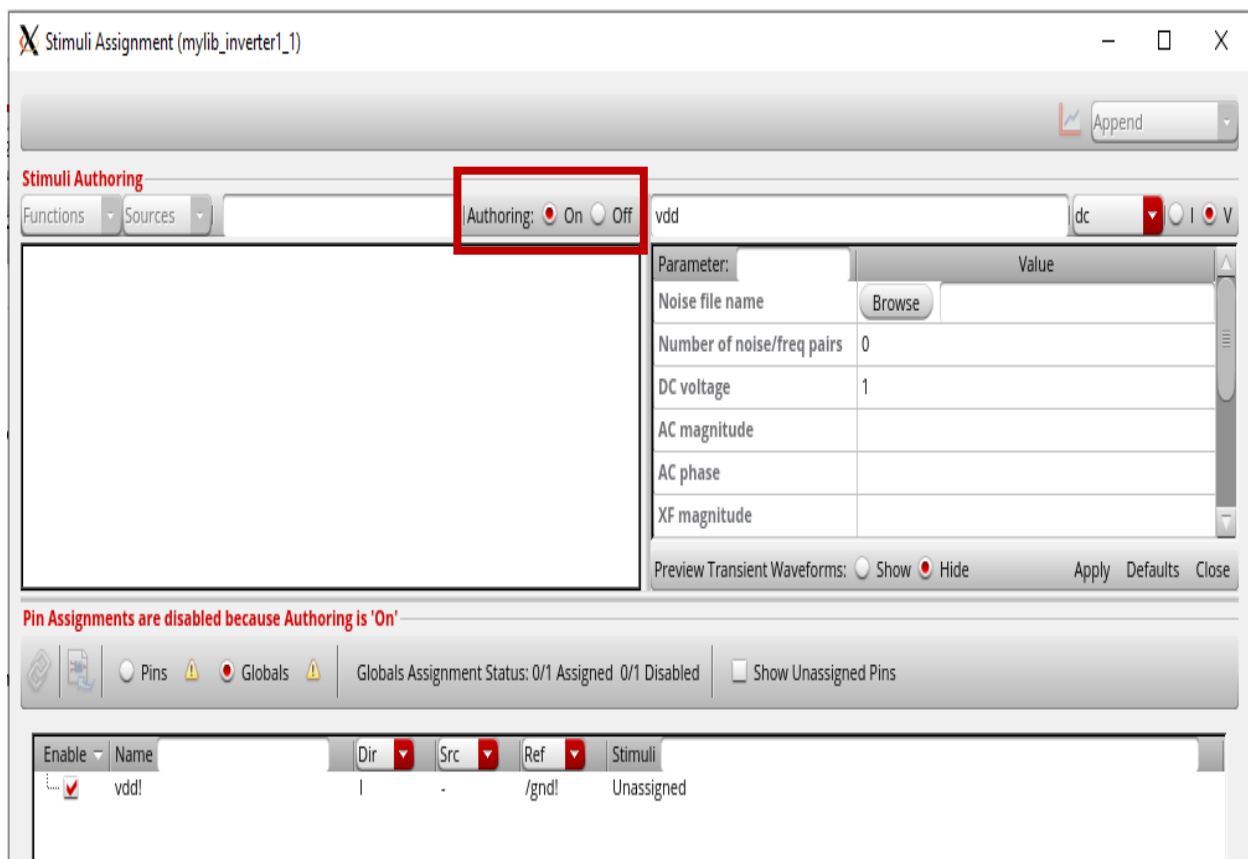 Stimuli Assignment (mylib_inverter1_1)
Append
Stimuli Authoring
Functions Sources Authoring: On Off vdd dc I V
Parameter: Value
Noise file name Browse
Number of noise/freq pairs 0
DC voltage 1
AC magnitude
AC phase
XF magnitude
Preview Transient Waveforms: Show Hide Apply Defaults Close
Pin Assignments are disabled because Authoring is 'On'
Pins Globals Globals Assignment Status: 0/1 Assigned 0/1 Disabled Show Unassigned Pins
Enable Name Dir Src Ref Stimuli
vdd! I - /gnd! Unassigned